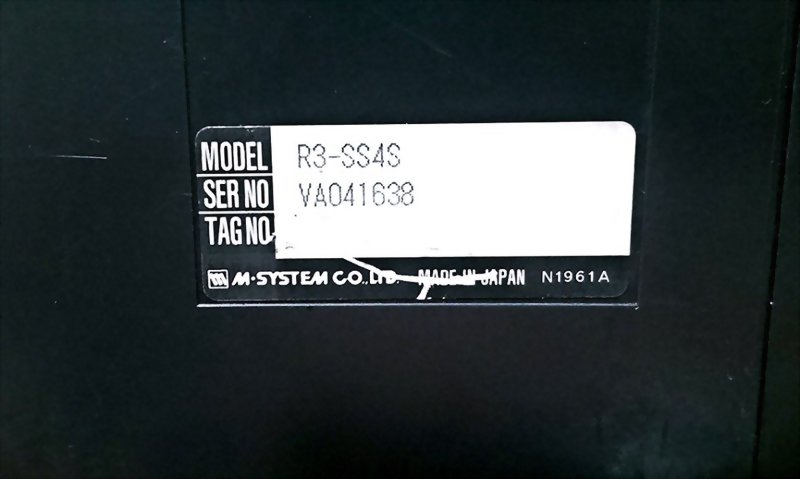 MODEL R3-SS4S
SER NO VA041638
TAG NO
M·SYSTEM CO.,LTD. MADE IN JAPAN N1961A